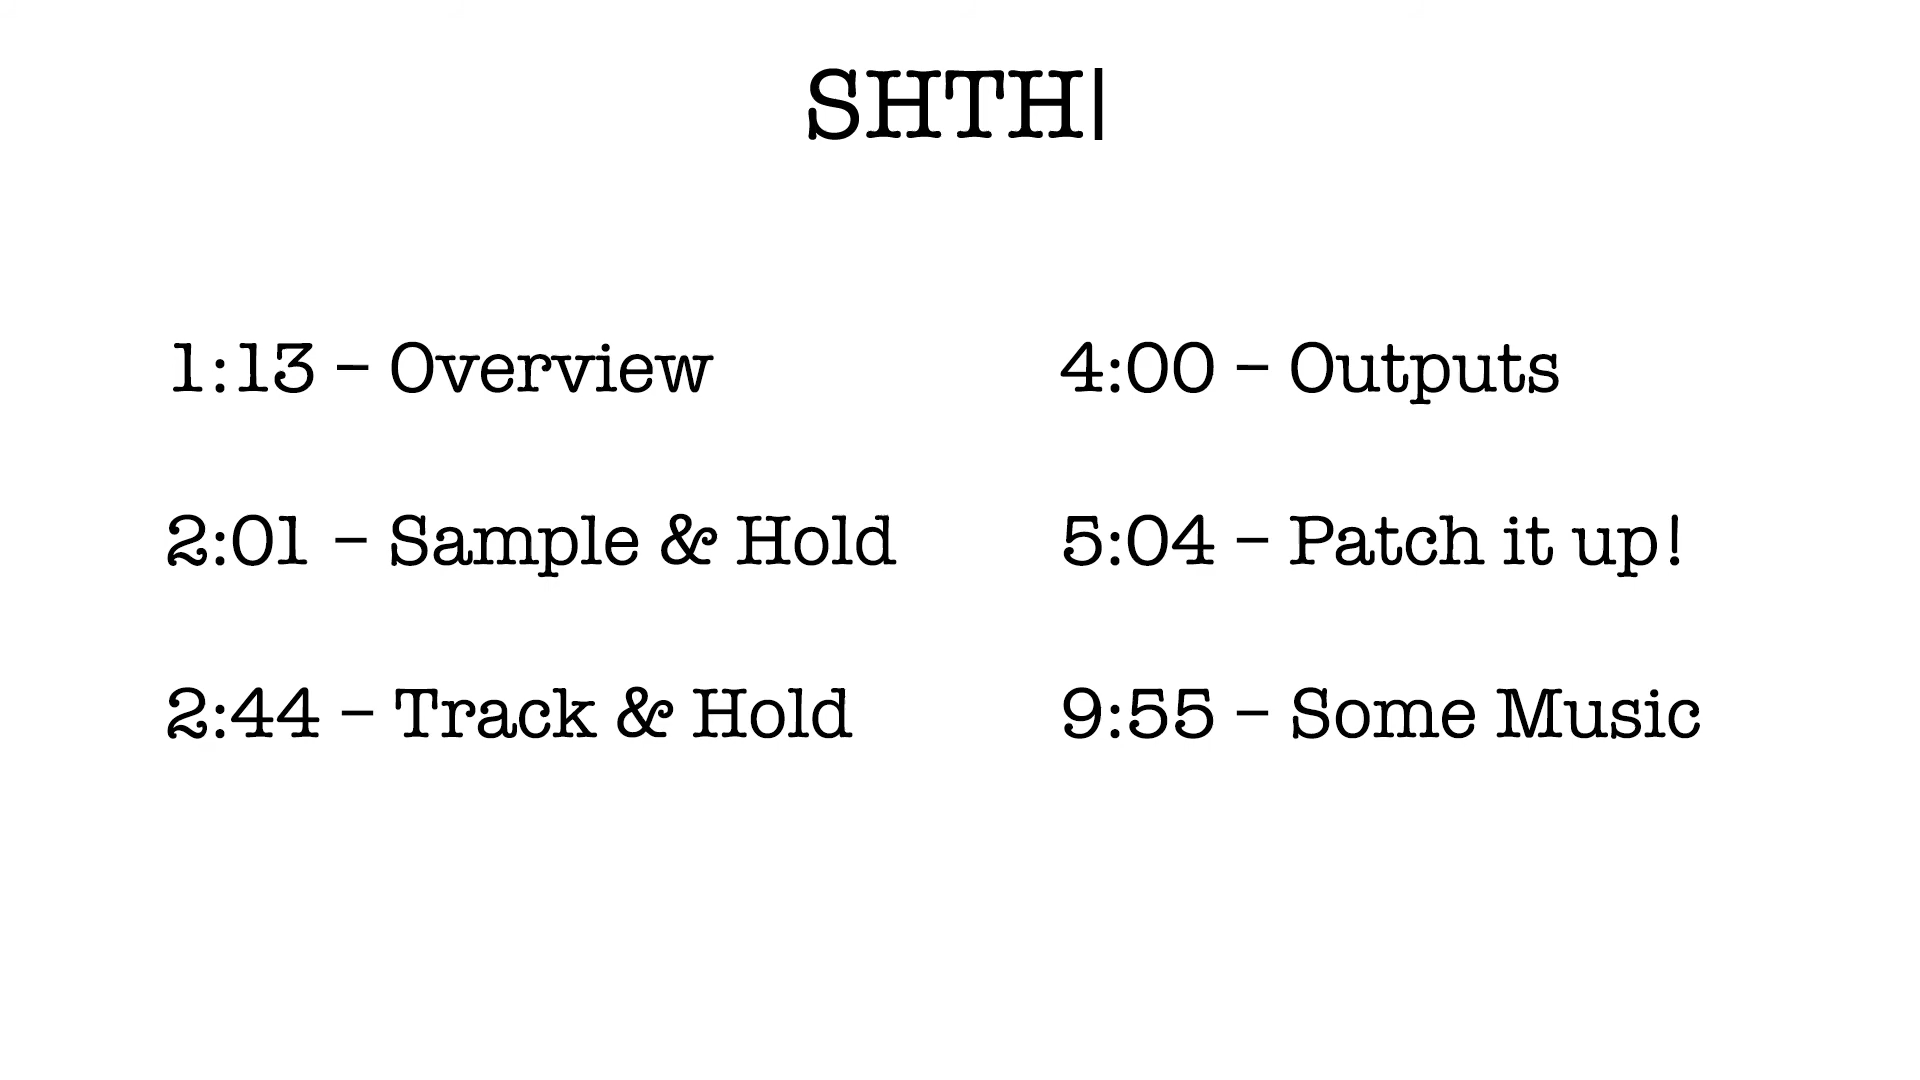 SHTH|
1:13 – Overview
2:01 – Sample & Hold
2:44 – Track & Hold
4:00 – Outputs
5:04 – Patch it up!
9:55 – Some Music